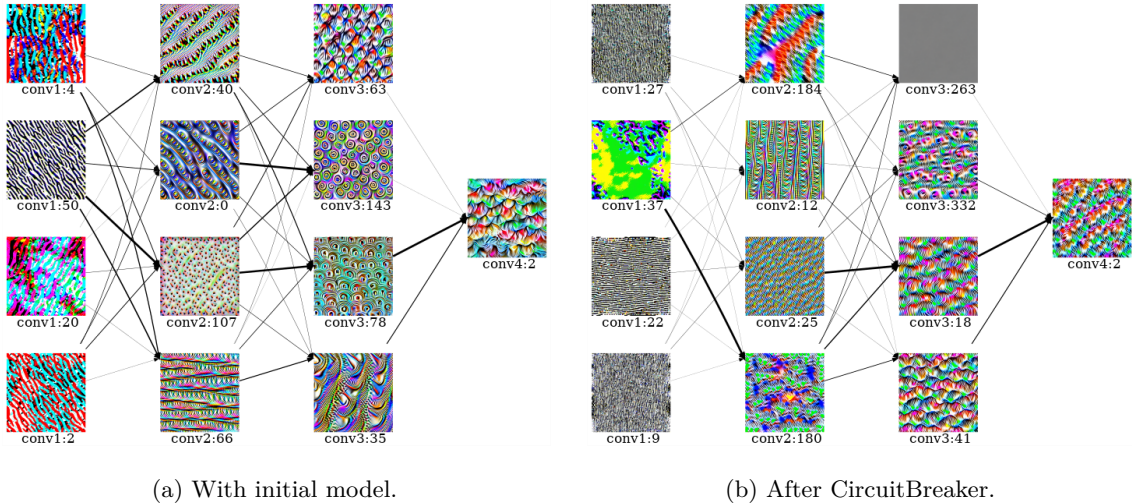 conv1:4 conv2:40 conv3:63
conv1:50 conv2:0 conv3:143
conv4:2
conv1:20 conv2:107 conv3:78
conv1:2 conv2:66 conv3:35
(a) With initial model.
conv1:27 conv2:184 conv3:263
conv1:37 conv2:12 conv3:332
conv4:2
conv1:22 conv2:25 conv3:18
conv1:9 conv2:180 conv3:41
(b) After CircuitBreaker.